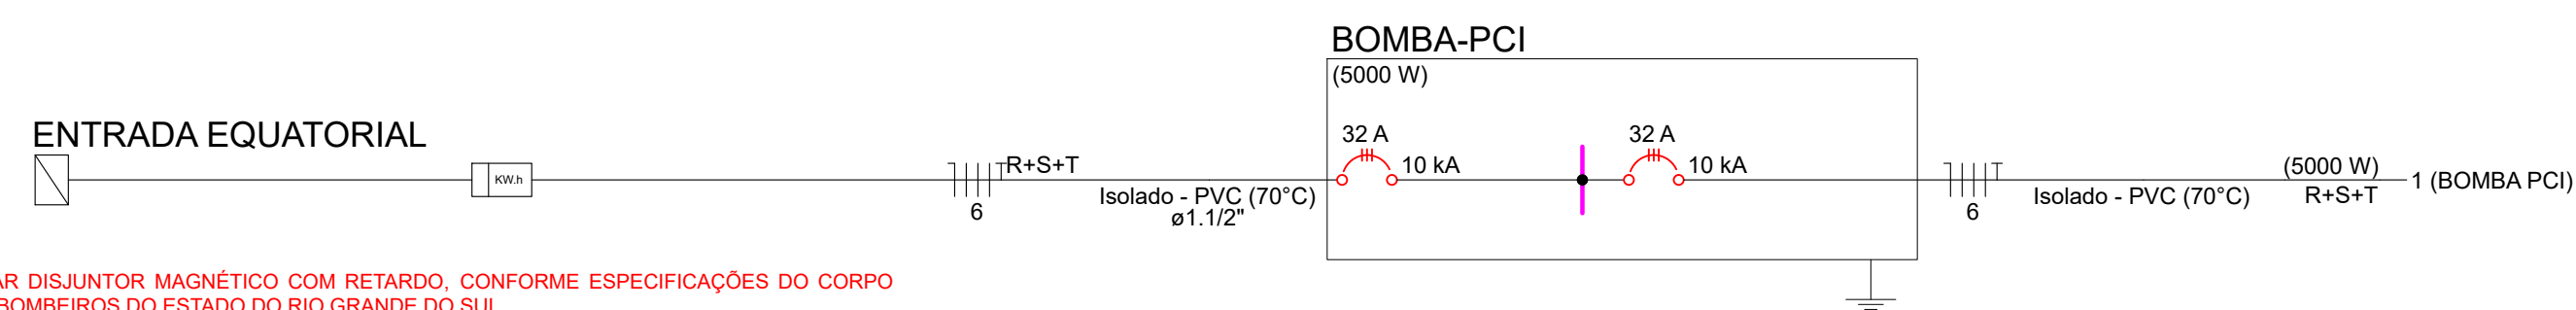 BOMBA-PCI
(5000 W)
ENTRADA EQUATORIAL
32 A
32 A
KW.h
R+S+T
10 kA
10 kA
(5000 W)
1 (BOMBA PCI)
6
Isolado - PVC (70°C)
ø1.1/2"
6
Isolado - PVC (70°C)
R+S+T
AR DISJUNTOR MAGNÉTICO COM RETARDO, CONFORME ESPECIFICAÇÕES DO CORPO
BOMBEIROS DO ESTADO DO RIO GRANDE DO SUL